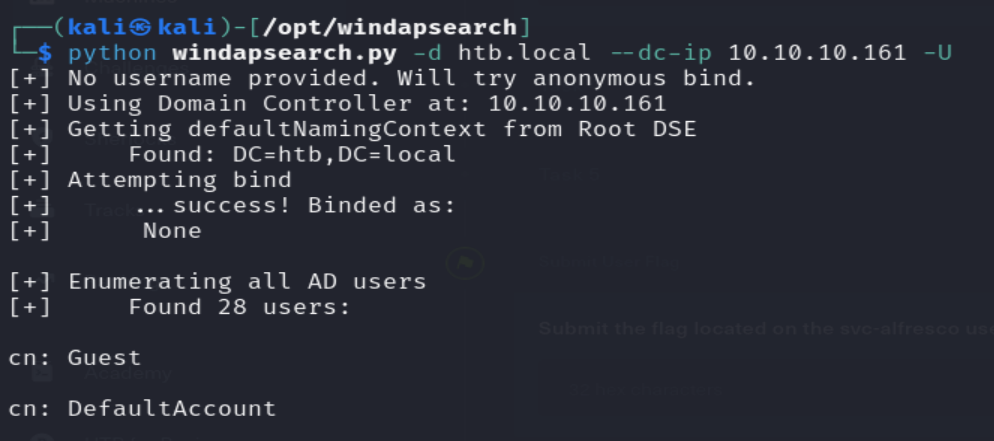 ┌──(kali㉿kali)-[/opt/windapsearch]
└─$ python windapsearch.py -d htb.local --dc-ip 10.10.10.161 -U
[+] No username provided. Will try anonymous bind.
[+] Using Domain Controller at: 10.10.10.161
[+] Getting defaultNamingContext from Root DSE
[+]     Found: DC=htb,DC=local
[+] Attempting bind
[+]     ...success! Binded as:
[+]      None
[+] Enumerating all AD users
[+]     Found 28 users:
Submit the flag located on the svc-alfresco use
cn: Guest
Academy
cn: DefaultAccount